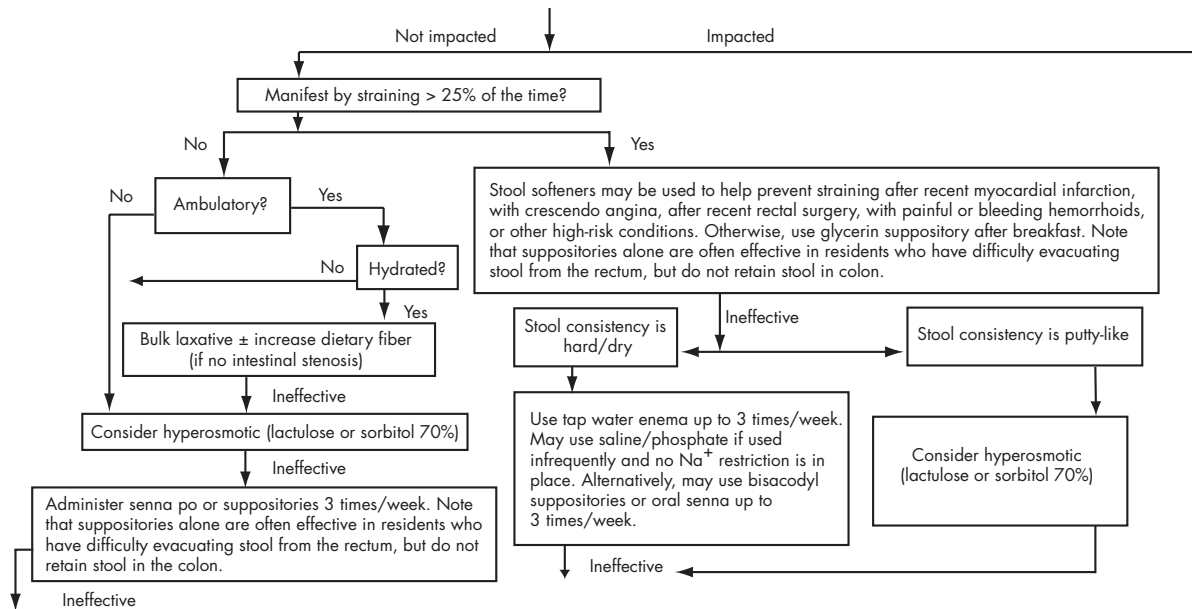 Not impacted
Impacted
Manifest by straining > 25% of the time?
No
Yes
No
Ambulatory?
Yes
No
Hydrated?
Yes
Bulk laxative ± increase dietary fiber
(if no intestinal stenosis)
Ineffective
Consider hyperosmotic (lactulose or sorbitol 70%)
Ineffective
Administer senna po or suppositories 3 times/week. Note
that suppositories alone are often effective in residents who
have difficulty evacuating stool from the rectum, but do not
retain stool in the colon.
Ineffective
Stool softeners may be used to help prevent straining after recent myocardial infarction,
with crescendo angina, after recent rectal surgery, with painful or bleeding hemorrhoids,
or other high-risk conditions. Otherwise, use glycerin suppository after breakfast. Note
that suppositories alone are often effective in residents who have difficulty evacuating
stool from the rectum, but do not retain stool in colon.
Ineffective
Stool consistency is
hard/dry
Stool consistency is putty-like
Use tap water enema up to 3 times/week.
May use saline/phosphate if used
infrequently and no Na⁺ restriction is in
place. Alternatively, may use bisacodyl
suppositories or oral senna up to
3 times/week.
Consider hyperosmotic
(lactulose or sorbitol 70%)
Ineffective